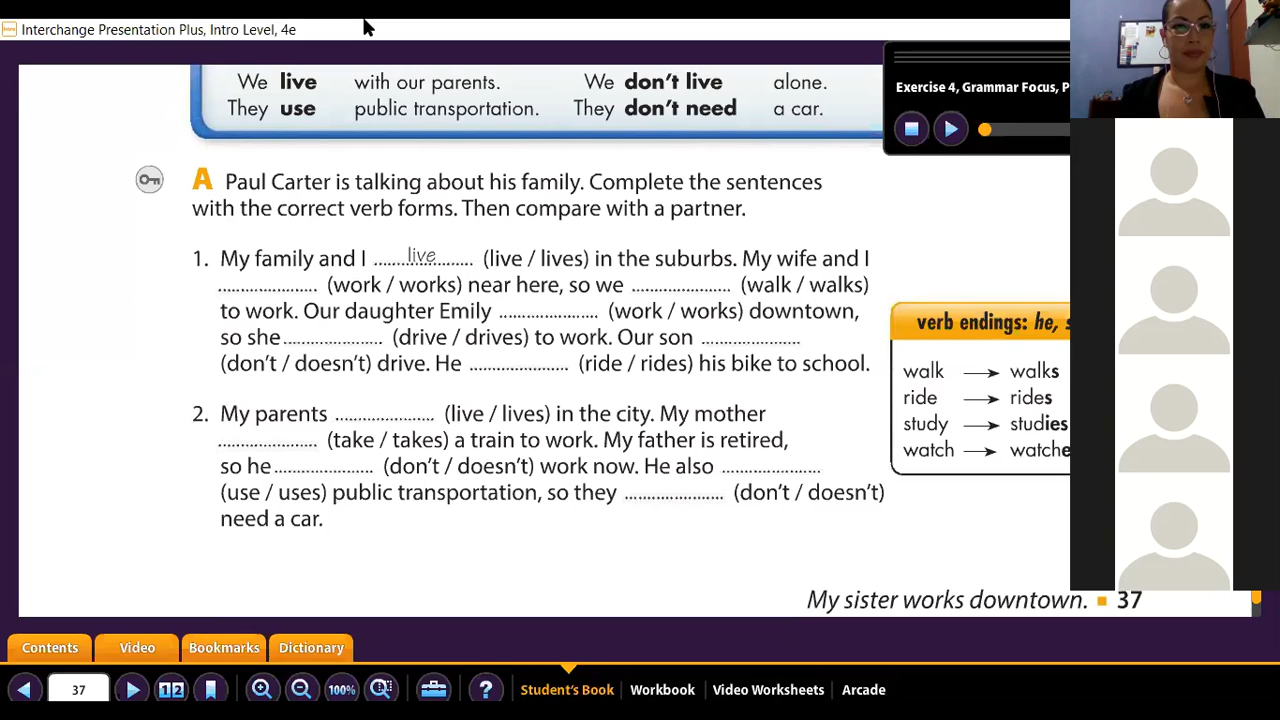 Interchange Presentation Plus, Intro Level, 4e
We live with our parents. We don't live alone.
They use public transportation. They don't need a car.
Exercise 4, Grammar Focus, P
A Paul Carter is talking about his family. Complete the sentences
with the correct verb forms. Then compare with a partner.
1. My family and I .......live....... (live / lives) in the suburbs. My wife and I
..................... (work / works) near here, so we ..................... (walk / walks)
to work. Our daughter Emily ..................... (work / works) downtown,
so she ..................... (drive / drives) to work. Our son .....................
(don't / doesn't) drive. He ..................... (ride / rides) his bike to school.
2. My parents ..................... (live / lives) in the city. My mother
..................... (take / takes) a train to work. My father is retired,
so he ..................... (don't / doesn't) work now. He also .....................
(use / uses) public transportation, so they ..................... (don't / doesn't)
need a car.
verb endings: he, s
walk → walks
ride → rides
study → studies
watch → watche
My sister works downtown. ■ 37
Contents Video Bookmarks Dictionary
37 1 2 100% ? Student's Book Workbook Video Worksheets Arcade